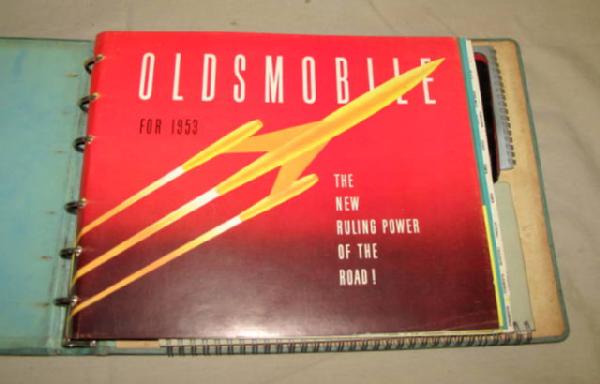 OLDSMOBILE
FOR 1953
THE
NEW
RULING POWER
OF THE
ROAD!